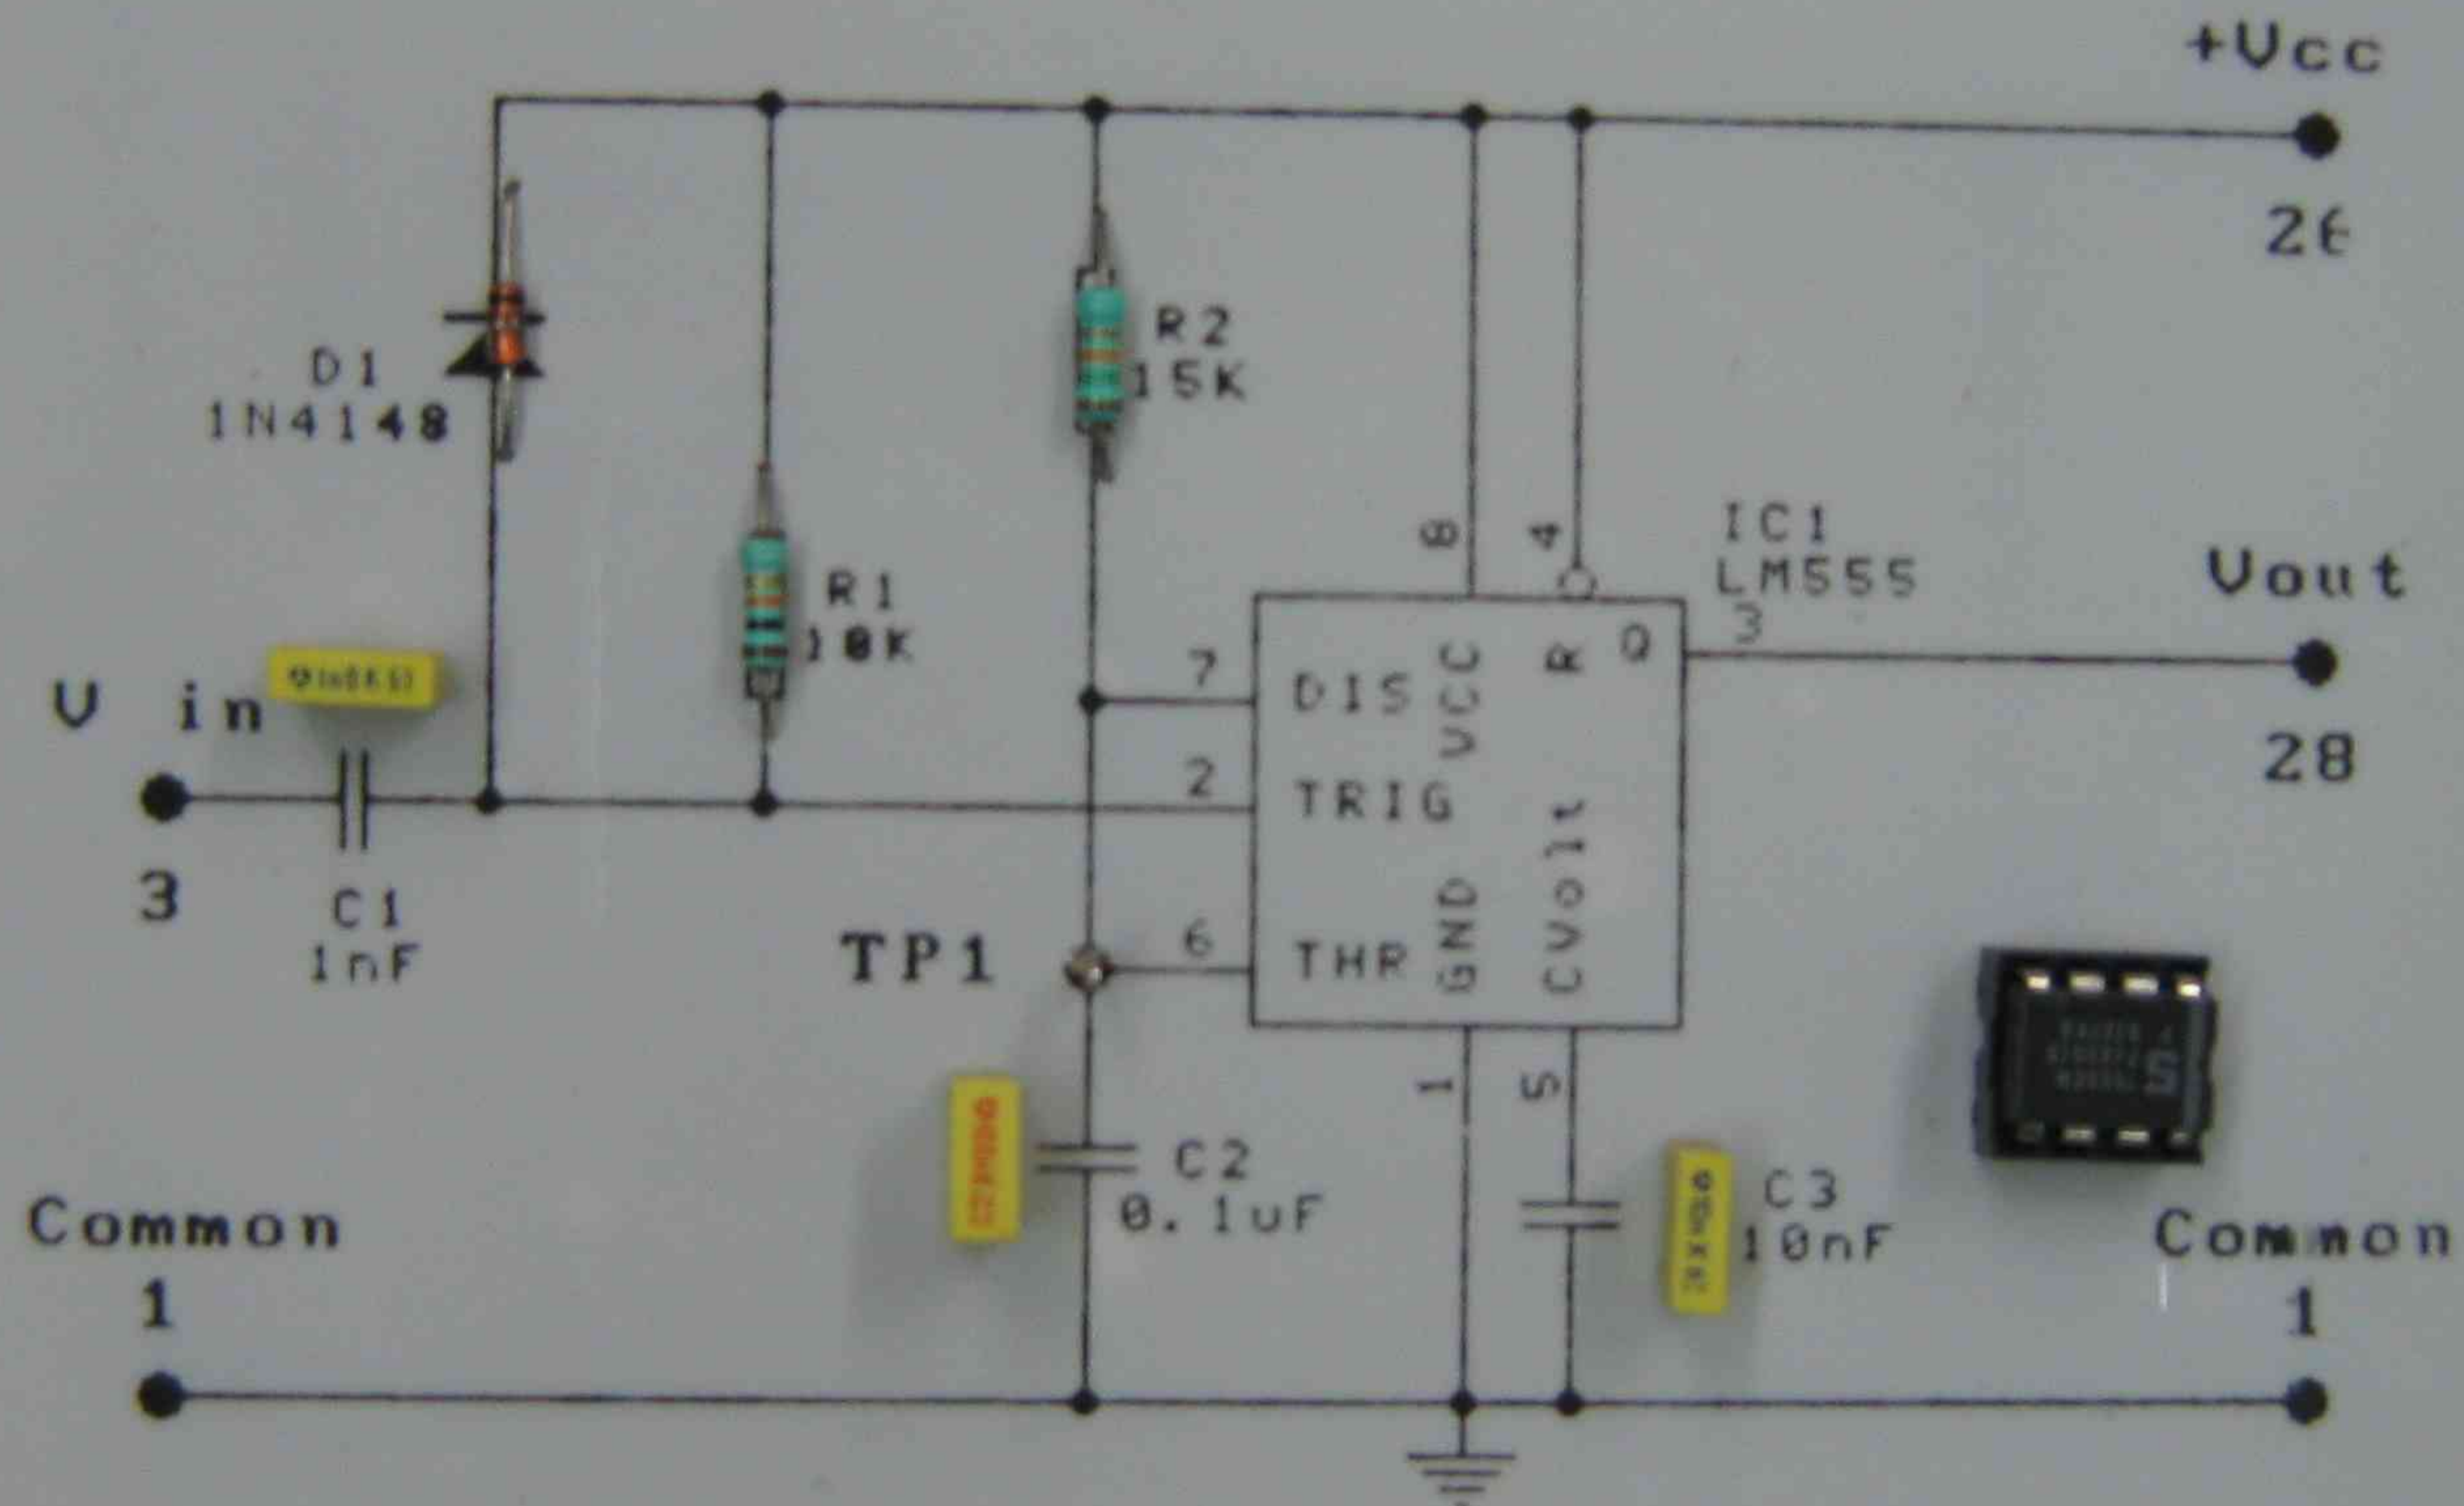 +Vcc
26
D1
1N4148
R2
15K
R1
10K
8
4
IC1
LM555
3
Vout
28
V in
3
C1
1nF
7
DIS
VCC
R
Q
2
TRIG
TP1
6
THR
GND
CVolt
1
5
C2
0.1uF
C3
10nF
Common
1
Common
1